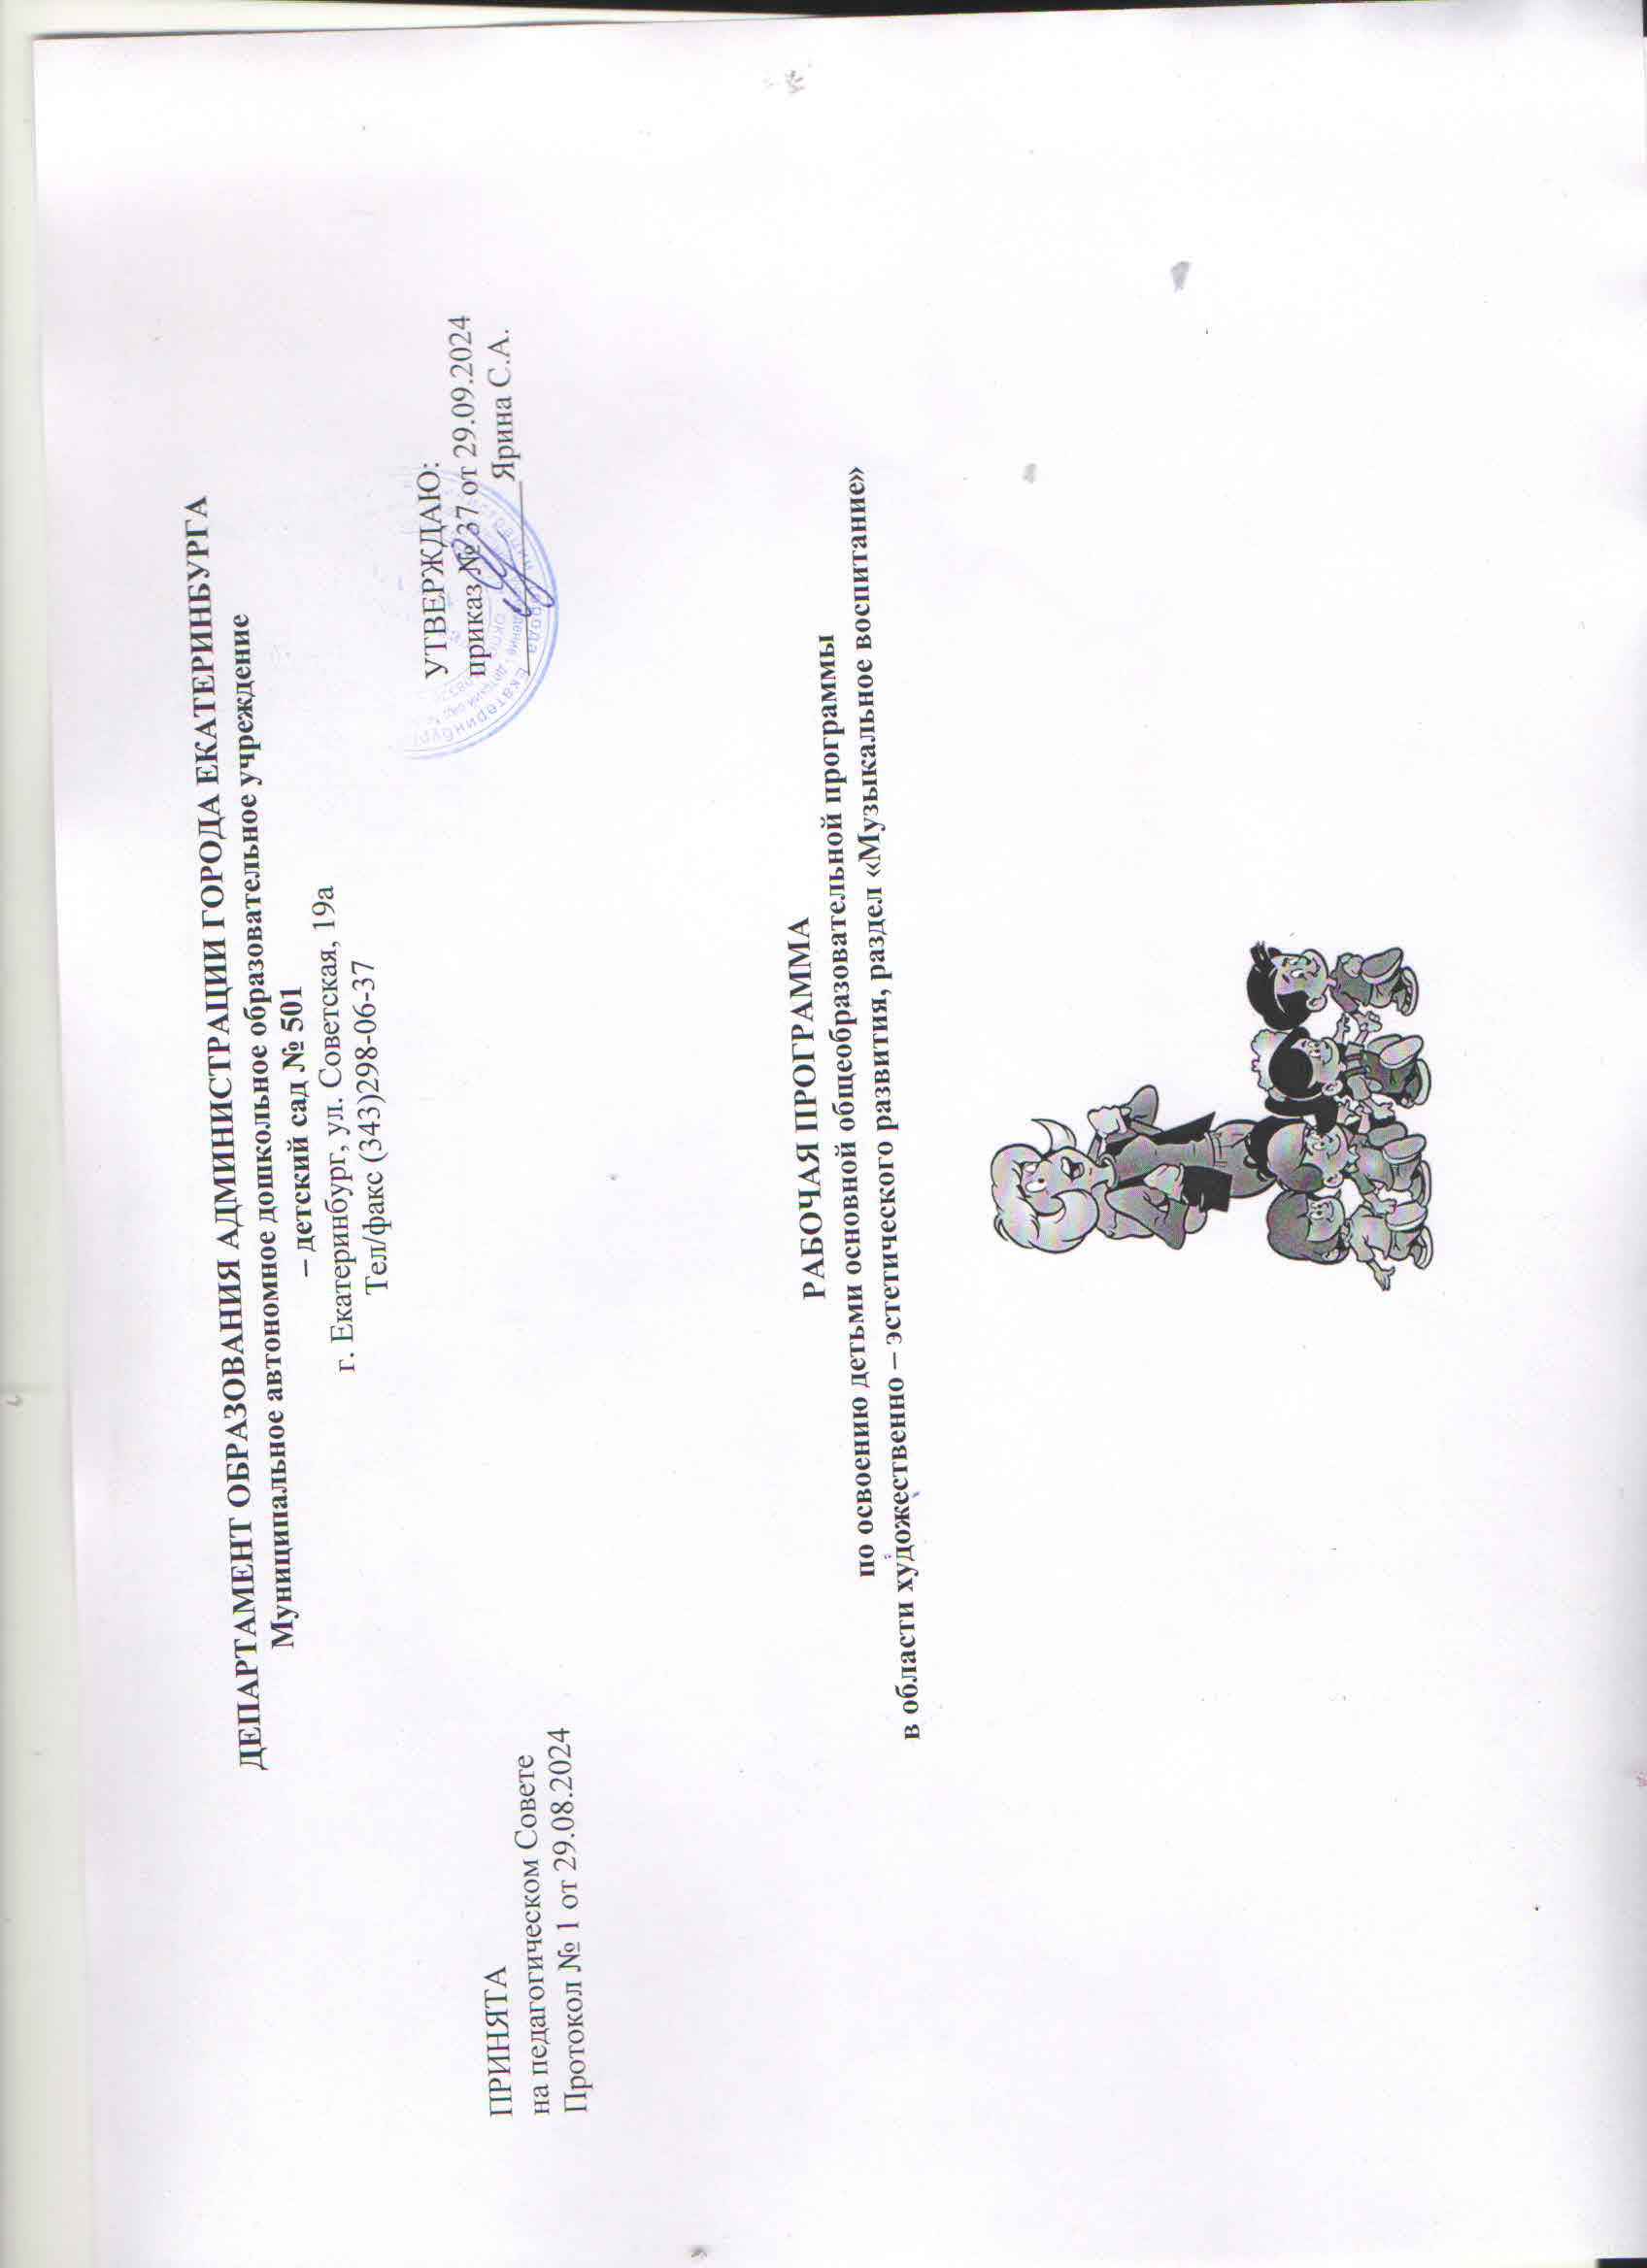 ДЕПАРТАМЕНТ ОБРАЗОВАНИЯ АДМИНИСТРАЦИИ ГОРОДА ЕКАТЕРИНБУРГА
Муниципальное автономное дошкольное образовательное учреждение
– детский сад № 501
г. Екатеринбург, ул. Советская, 19а
Тел/факс (343)298-06-37
ПРИНЯТА
на педагогическом Совете
Протокол № 1 от 29.08.2024
УТВЕРЖДАЮ:
приказ № 37 от 29.09.2024
Ярина С.А.
РАБОЧАЯ ПРОГРАММА
по освоению детьми основной общеобразовательной программы
в области художественно – эстетического развития, раздел «Музыкальное воспитание»